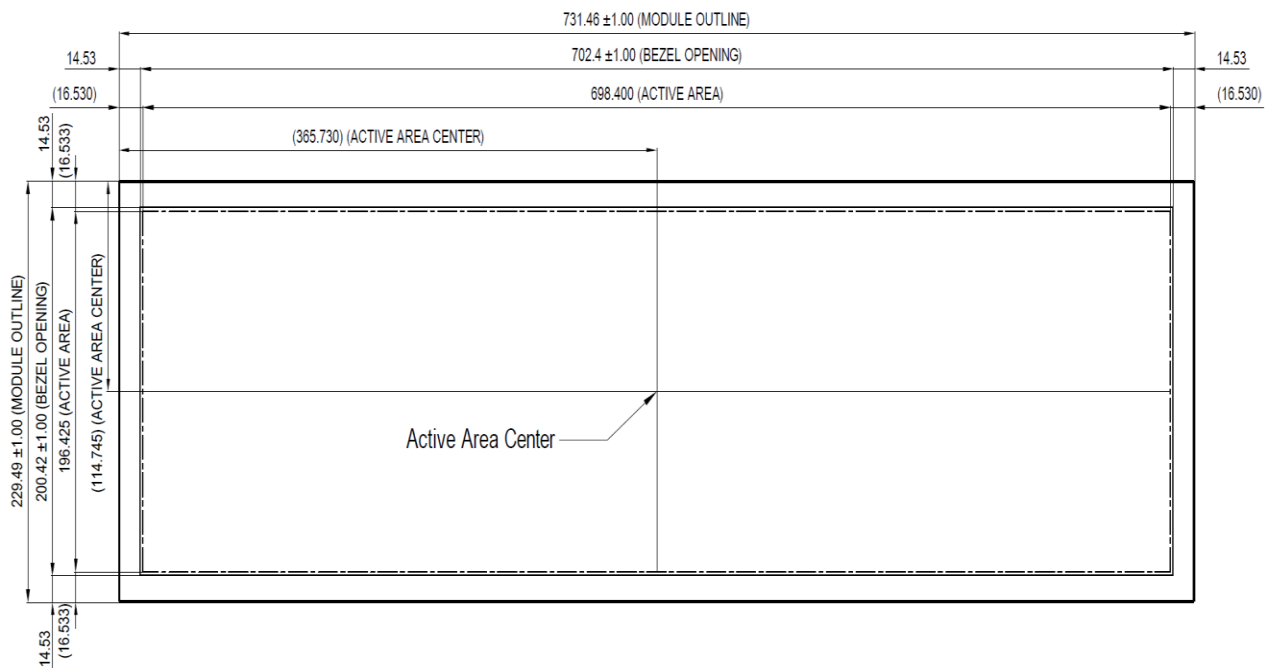 731.46 ±1.00 (MODULE OUTLINE)
14.53
702.4 ±1.00 (BEZEL OPENING)
14.53
(16.530)
698.400 (ACTIVE AREA)
(16.530)
(365.730) (ACTIVE AREA CENTER)
14.53
(16.533)
229.49 ±1.00 (MODULE OUTLINE)
200.42 ±1.00 (BEZEL OPENING)
196.425 (ACTIVE AREA)
(114.745) (ACTIVE AREA CENTER)
Active Area Center
14.53
(16.533)